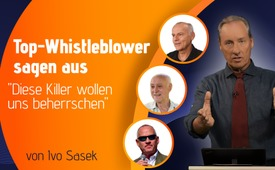 Top-Whistleblower
sagen aus
"Diese Killer wollen
uns beherrschen"
von Ivo Sasek